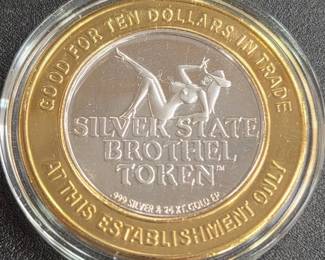 GOOD FOR TEN DOLLARS IN TRADE
SILVER STATE
BROTHEL
TOKEN™
.999 SILVER & 24 KT. GOLD EP
AT THIS ESTABLISHMENT ONLY